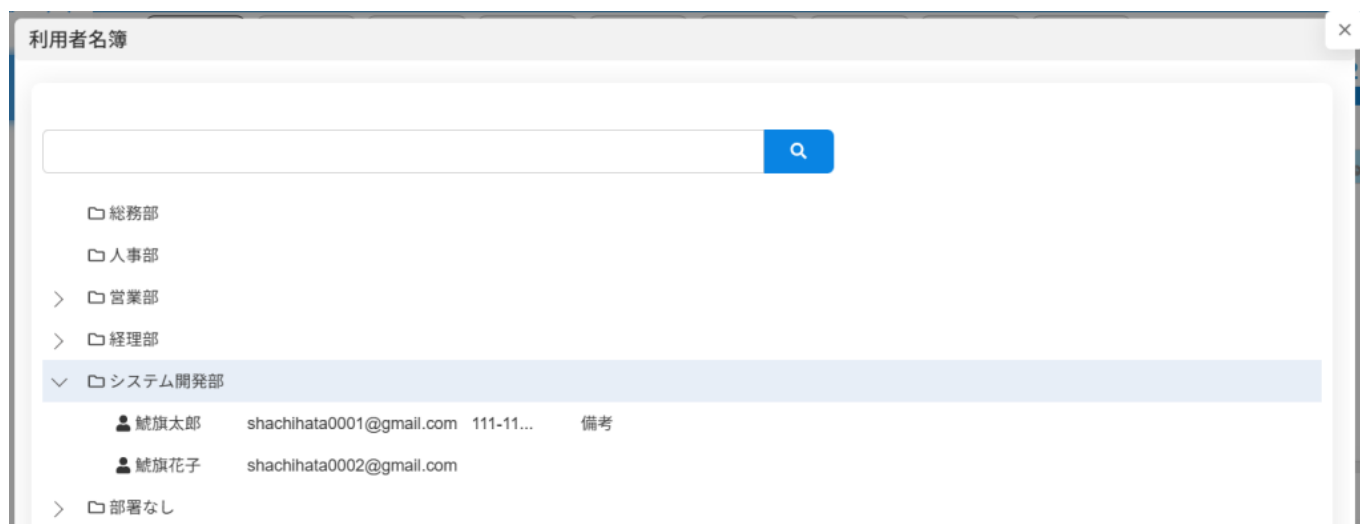 利用者名簿
総務部
人事部
営業部
経理部
システム開発部
鯱旗太郎 shachihata0001@gmail.com 111-11... 備考
鯱旗花子 shachihata0002@gmail.com
部署なし